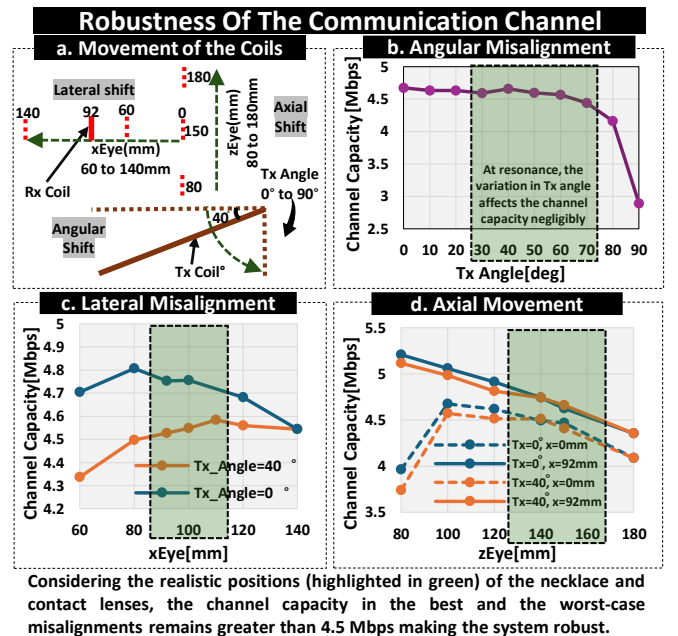 Robustness Of The Communication Channel
a. Movement of the Coils
Lateral shift
140
92
60
0
xEye(mm)
60 to 140mm
Rx Coil
180
150
80
zEye(mm)
80 to 180mm
Axial
Shift
Tx Angle
0° to 90°
Angular
Shift
40°
Tx Coil°
b. Angular Misalignment
Channel Capacity[Mbps]
5
4.5
4
3.5
3
2.5
At resonance, the
variation in Tx angle
affects the channel
capacity negligibly
0 10 20 30 40 50 60 70 80 90
Tx Angle[deg]
c. Lateral Misalignment
Channel Capacity[Mbps]
5
4.9
4.8
4.7
4.6
4.5
4.4
4.3
4.2
Tx_Angle=40 °
Tx_Angle=0 °
60 80 100 120 140
xEye[mm]
d. Axial Movement
Channel Capacity[Mbps]
5.5
5
4.5
4
3.5
Tx=0°, x=0mm
Tx=0°, x=92mm
Tx=40°, x=0mm
Tx=40°, x=92mm
80 100 120 140 160 180
zEye[mm]
Considering the realistic positions (highlighted in green) of the necklace and
contact lenses, the channel capacity in the best and the worst-case
misalignments remains greater than 4.5 Mbps making the system robust.